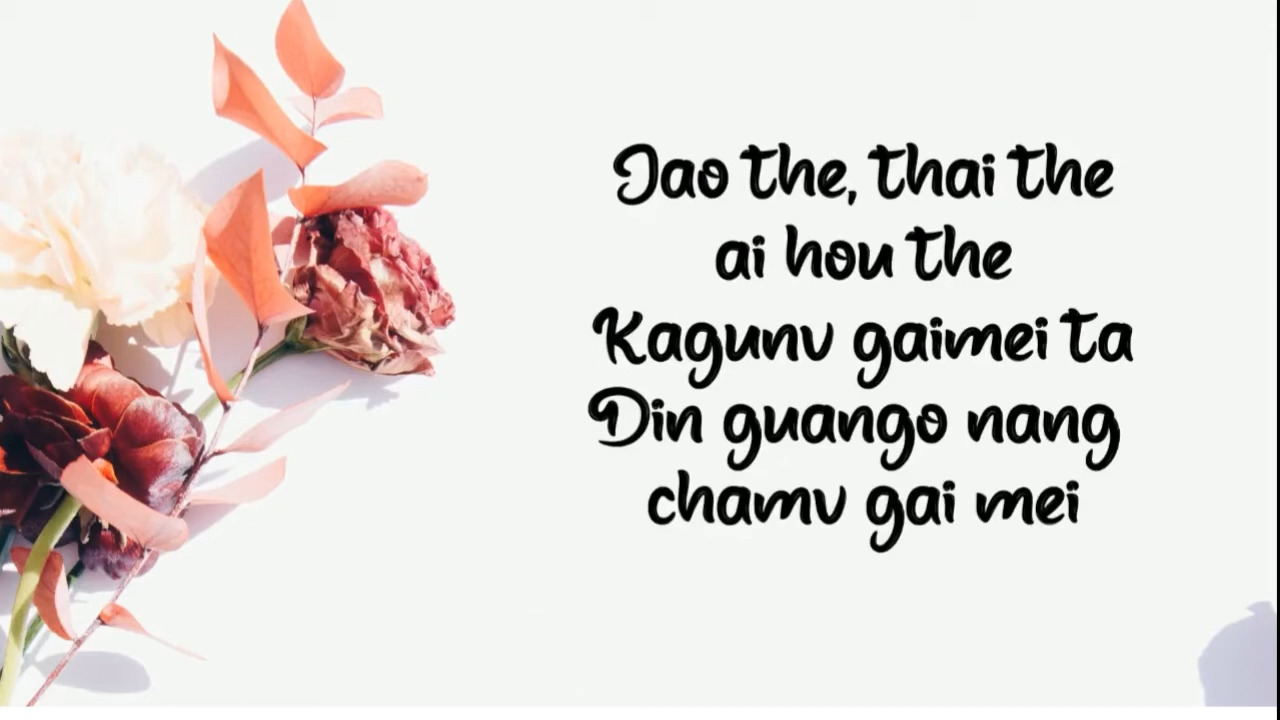 Jao the, thai the
ai hou the
Kagunv gaimei ta
Din guango nang
chamv gai mei